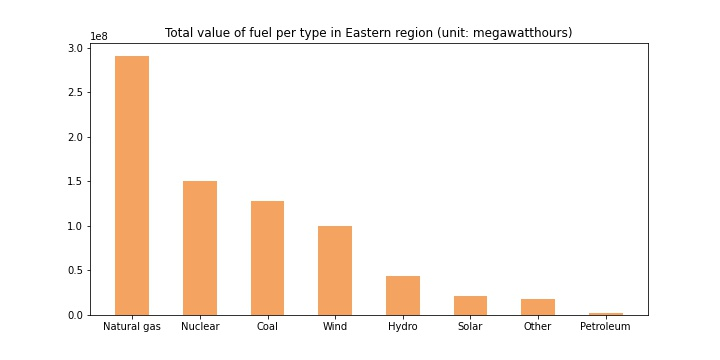 Total value of fuel per type in Eastern region (unit: megawatthours)
1e8
3.0
2.5
2.0
1.5
1.0
0.5
0.0
Natural gas Nuclear Coal Wind Hydro Solar Other Petroleum